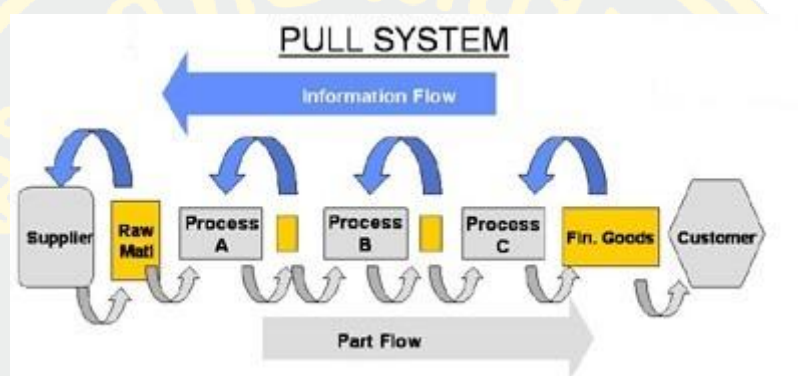 PULL SYSTEM
Information Flow
Supplier
Raw
Matl
Process
A
Process
B
Process
C
Fin. Goods
Customer
Part Flow